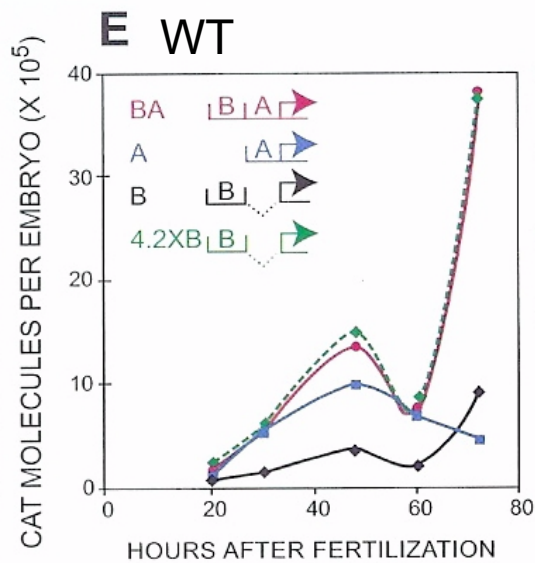 E WT
CAT MOLECULES PER EMBRYO (X 10⁵)
40
30
20
10
0
BA B A
A A
B B
4.2XB B
0 20 40 60 80
HOURS AFTER FERTILIZATION